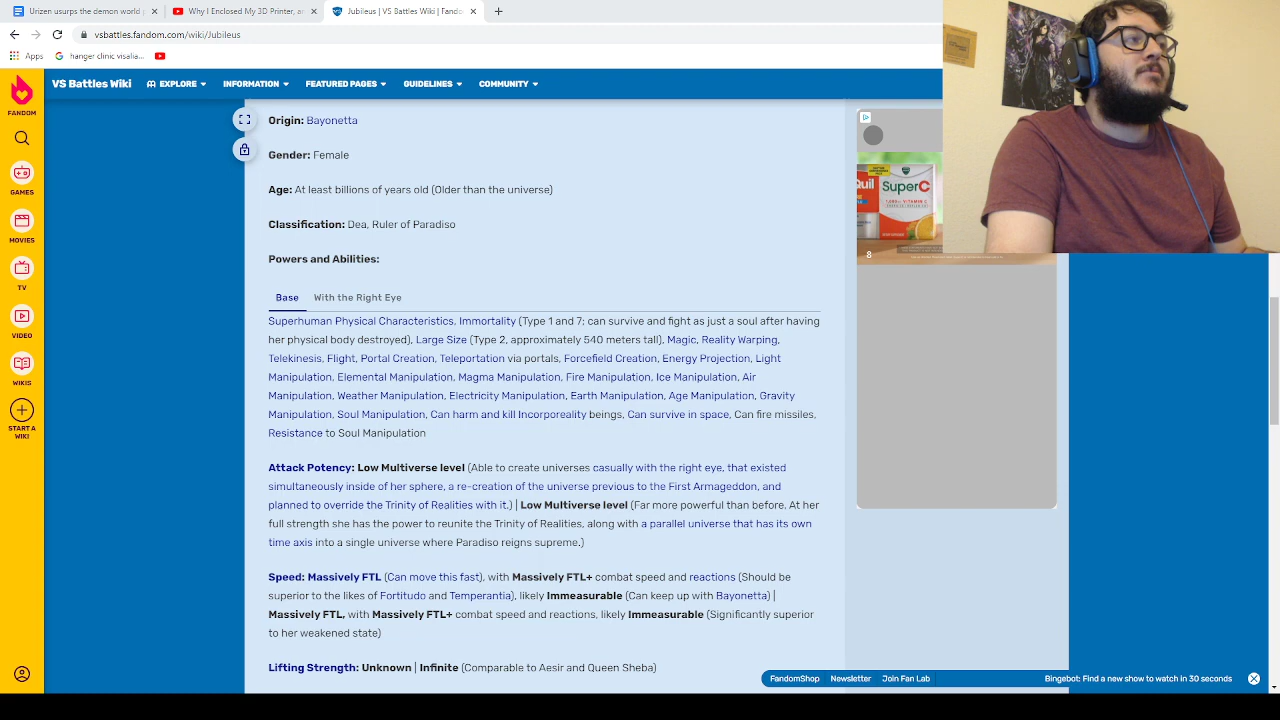 Urizen usurps the demon world
Why I Enclosed My 3D Printer, a
Jubileus | VS Battles Wiki | Fando
vsbattles.fandom.com/wiki/Jubileus
Apps
hanger clinic visalia...
FANDOM
GAMES
MOVIES
TV
VIDEO
WIKIS
START A
WIKI
VS Battles Wiki
EXPLORE
INFORMATION
FEATURED PAGES
GUIDELINES
COMMUNITY
Origin: Bayonetta
Gender: Female
Age: At least billions of years old (Older than the universe)
Classification: Dea, Ruler of Paradiso
Powers and Abilities:
Base With the Right Eye
Superhuman Physical Characteristics, Immortality (Type 1 and 7; can survive and fight as just a soul after having
her physical body destroyed), Large Size (Type 2, approximately 540 meters tall), Magic, Reality Warping,
Telekinesis, Flight, Portal Creation, Teleportation via portals, Forcefield Creation, Energy Projection, Light
Manipulation, Elemental Manipulation, Magma Manipulation, Fire Manipulation, Ice Manipulation, Air
Manipulation, Weather Manipulation, Electricity Manipulation, Earth Manipulation, Age Manipulation, Gravity
Manipulation, Soul Manipulation, Can harm and kill Incorporeality beings, Can survive in space, Can fire missiles,
Resistance to Soul Manipulation
Attack Potency: Low Multiverse level (Able to create universes casually with the right eye, that existed
simultaneously inside of her sphere, a re-creation of the universe previous to the First Armageddon, and
planned to override the Trinity of Realities with it.) | Low Multiverse level (Far more powerful than before. At her
full strength she has the power to reunite the Trinity of Realities, along with a parallel universe that has its own
time axis into a single universe where Paradiso reigns supreme.)
Speed: Massively FTL (Can move this fast), with Massively FTL+ combat speed and reactions (Should be
superior to the likes of Fortitudo and Temperantia), likely Immeasurable (Can keep up with Bayonetta) |
Massively FTL, with Massively FTL+ combat speed and reactions, likely Immeasurable (Significantly superior
to her weakened state)
Lifting Strength: Unknown | Infinite (Comparable to Aesir and Queen Sheba)
Quil
SuperC
8
FandomShop
Newsletter
Join Fan Lab
Bingebot: Find a new show to watch in 30 seconds